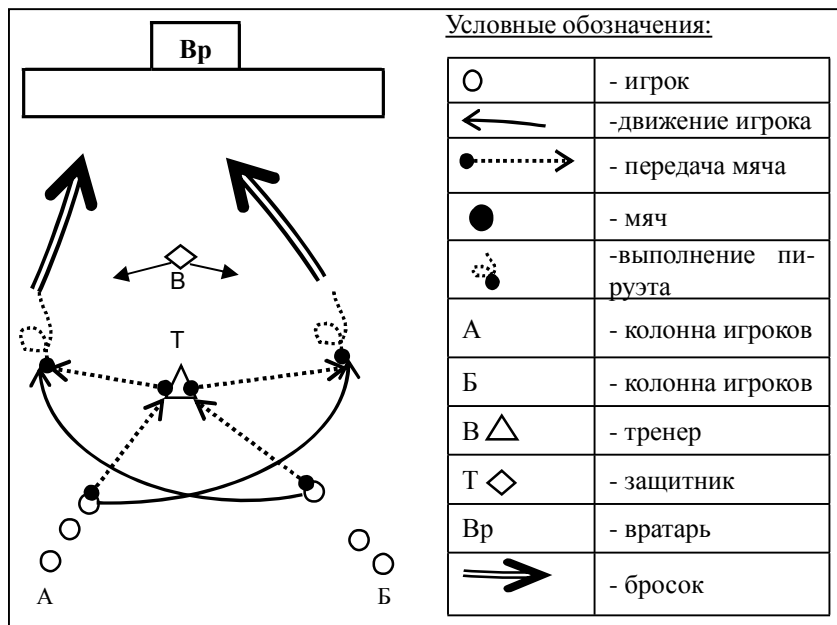 Вр
В
Т
А
Б
Условные обозначения:
- игрок
-движение игрока
- передача мяча
- мяч
-выполнение пи-
руэта
А - колонна игроков
Б - колонна игроков
В - тренер
Т - защитник
Вр - вратарь
- бросок